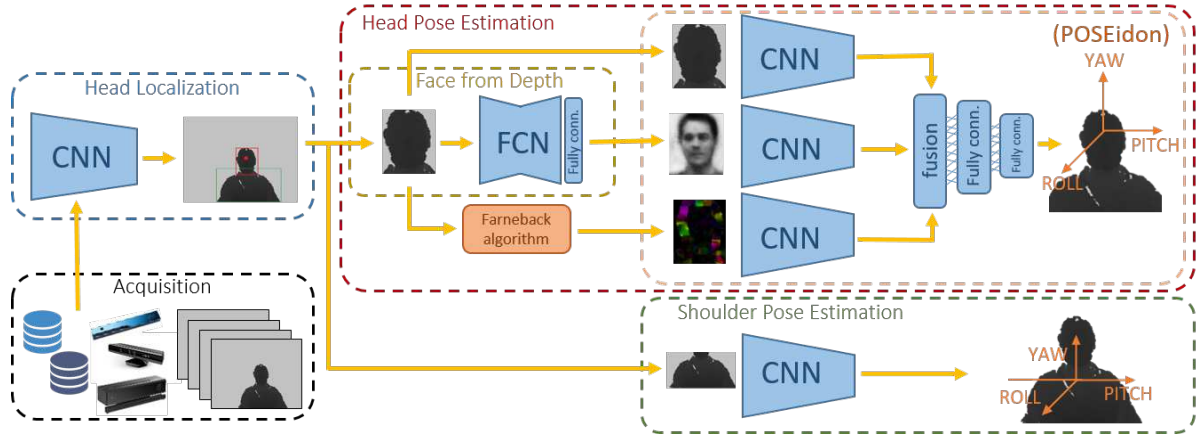 Head Pose Estimation
(POSEidon)
Head Localization
CNN
Face from Depth
FCN
Fully conn.
Farneback
algorithm
CNN
CNN
CNN
fusion
Fully conn.
Fully conn.
YAW
PITCH
ROLL
Acquisition
Shoulder Pose Estimation
CNN
YAW
ROLL
PITCH